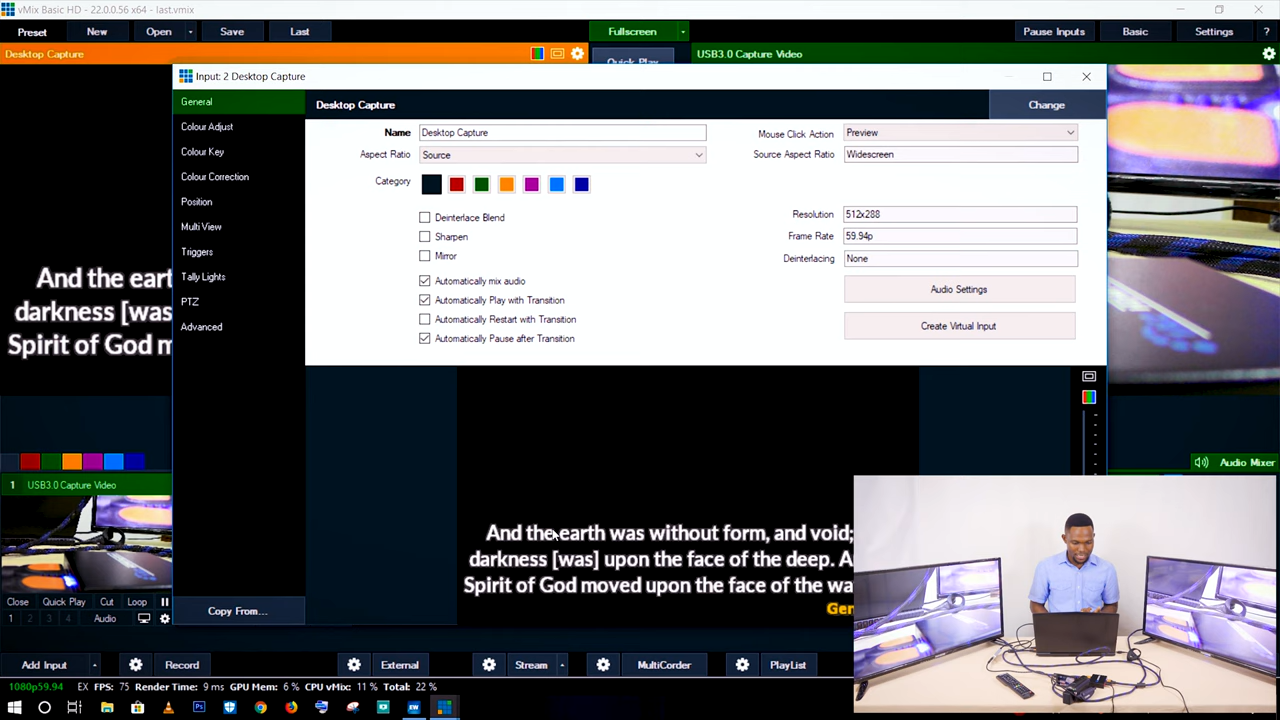 vMix Basic HD - 22.0.0.56 x64 - last.vmix
Preset New Open Save Last Fullscreen Pause Inputs Basic Settings ?
Desktop Capture
Quick Play
USB3.0 Capture Video
Input: 2 Desktop Capture
General
Colour Adjust
Colour Key
Colour Correction
Position
Multi View
Triggers
Tally Lights
PTZ
Advanced
Copy From...
Desktop Capture
Change
Name Desktop Capture
Aspect Ratio Source
Category
Deinterlace Blend
Sharpen
Mirror
Automatically mix audio
Automatically Play with Transition
Automatically Restart with Transition
Automatically Pause after Transition
Mouse Click Action Preview
Source Aspect Ratio Widescreen
Resolution 512x288
Frame Rate 59.94p
Deinterlacing None
Audio Settings
Create Virtual Input
And the eart
darkness [was
Spirit of God m
And the earth was without form, and void;
darkness [was] upon the face of the deep. A
Spirit of God moved upon the face of the wa
Gen
Audio Mixer
1 USB3.0 Capture Video
Close Quick Play Cut Loop
1 2 3 4 Audio
Add Input Record External Stream MultiCorder PlayList
1080p59.94 EX FPS: 75 Render Time: 9 ms GPU Mem: 6 % CPU vMix: 11 % Total: 22 %